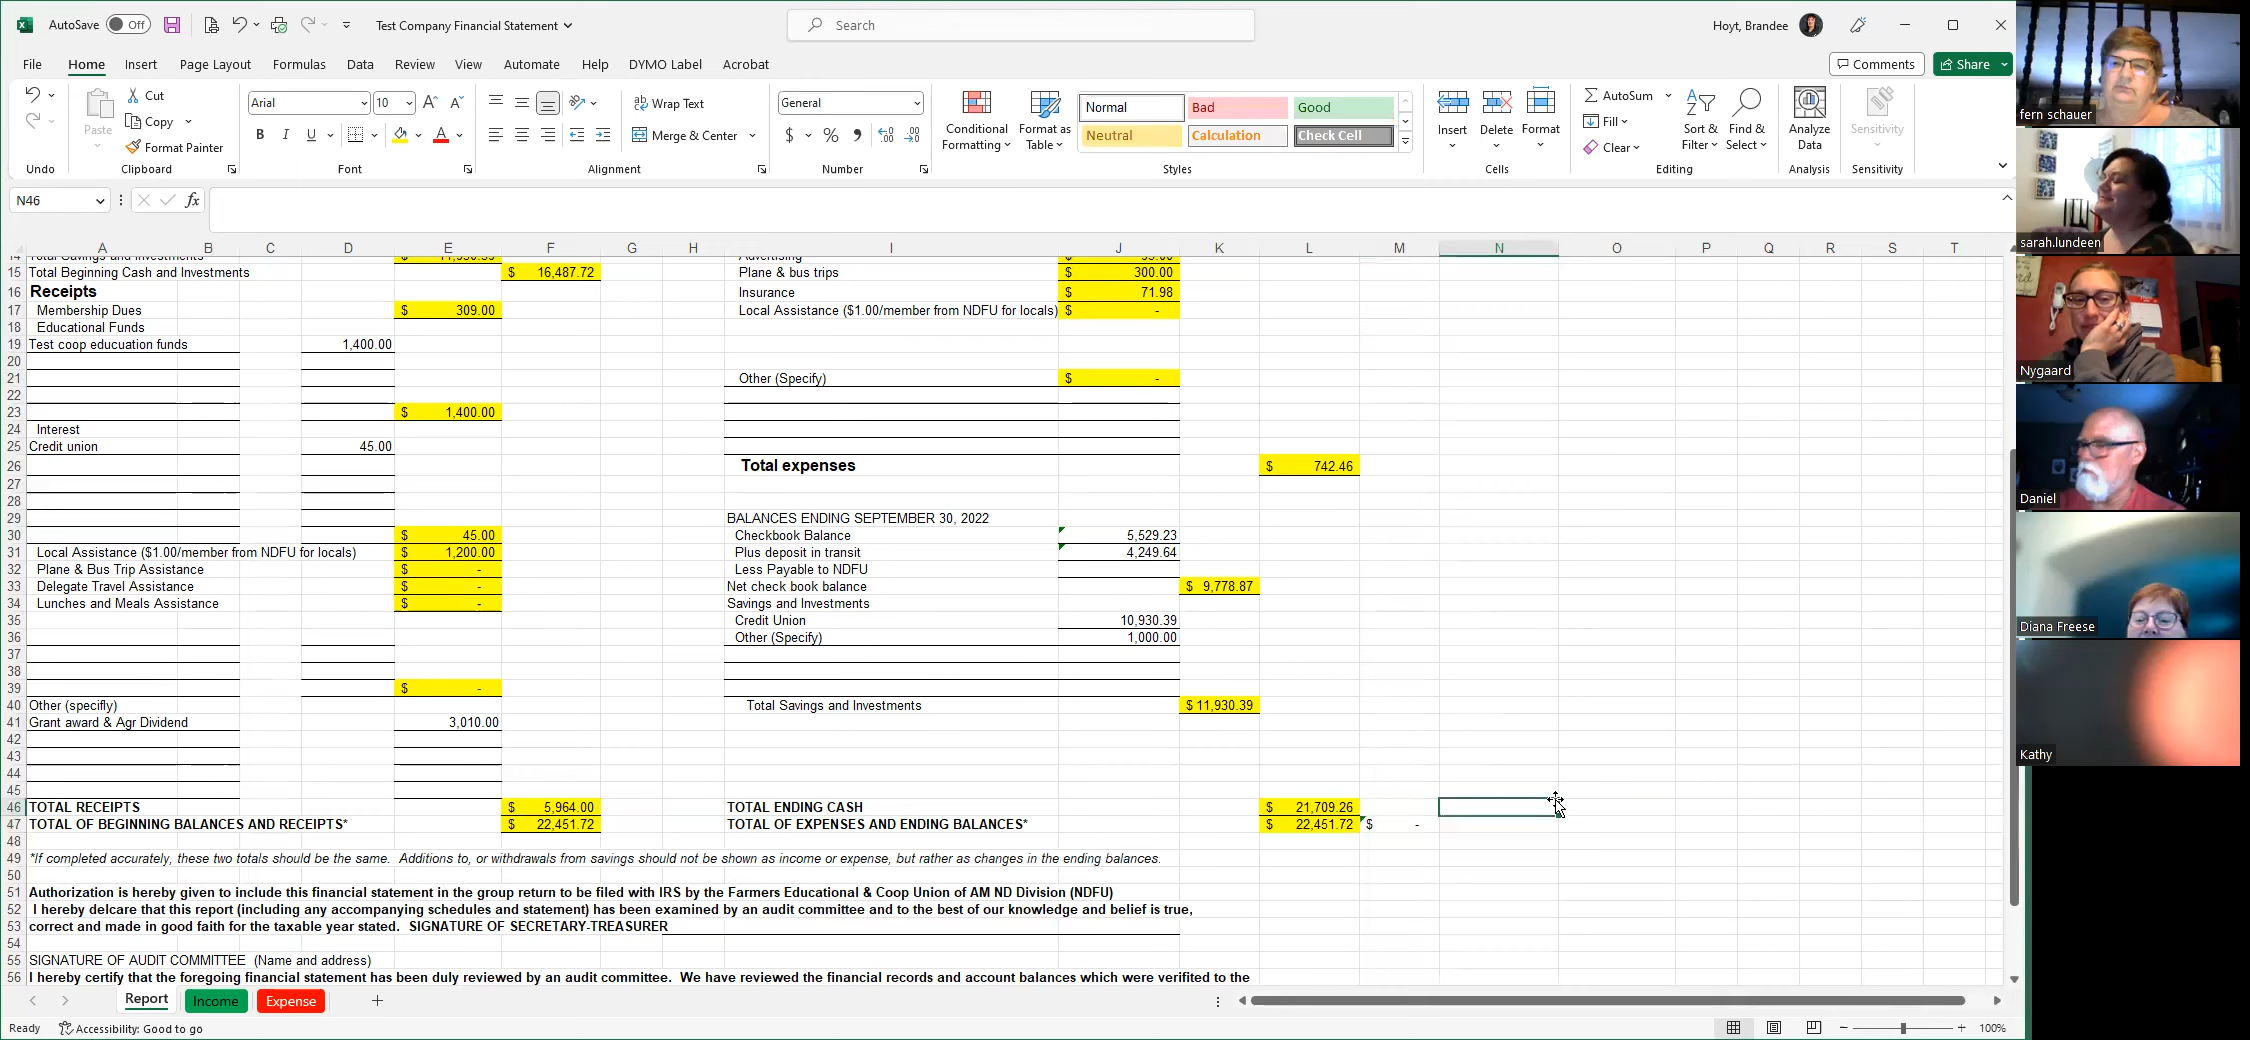 AutoSave Off Test Company Financial Statement Search Hoyt, Brandee
File Home Insert Page Layout Formulas Data Review View Automate Help DYMO Label Acrobat Comments Share
Paste Cut Copy Format Painter Arial 10 Wrap Text General Conditional Formatting Format as Table Normal Bad Good Neutral Calculation Check Cell Insert Delete Format AutoSum Fill Clear Sort & Filter Find & Select Analyze Data Sensitivity
B I U Merge & Center $ %
Undo Clipboard Font Alignment Number Styles Cells Editing Analysis Sensitivity
N46 fx
A B C D E F G H I J K L M N O P Q R S T
15 Total Beginning Cash and Investments $ 16,487.72 Plane & bus trips $ 300.00
16 Receipts Insurance $ 71.98
17 Membership Dues $ 309.00 Local Assistance ($1.00/member from NDFU for locals) $ -
18 Educational Funds
19 Test coop educuation funds 1,400.00
20
21 Other (Specify) $ -
22
23 $ 1,400.00
24 Interest
25 Credit union 45.00
26 Total expenses $ 742.46
27
28
29 BALANCES ENDING SEPTEMBER 30, 2022
30 $ 45.00 Checkbook Balance 5,529.23
31 Local Assistance ($1.00/member from NDFU for locals) $ 1,200.00 Plus deposit in transit 4,249.64
32 Plane & Bus Trip Assistance $ - Less Payable to NDFU
33 Delegate Travel Assistance $ - Net check book balance $ 9,778.87
34 Lunches and Meals Assistance $ - Savings and Investments
35 Credit Union 10,930.39
36 Other (Specify) 1,000.00
37
38
39 $ -
40 Other (specifly) Total Savings and Investments $ 11,930.39
41 Grant award & Agr Dividend 3,010.00
42
43
44
45
46 TOTAL RECEIPTS $ 5,964.00 TOTAL ENDING CASH $ 21,709.26
47 TOTAL OF BEGINNING BALANCES AND RECEIPTS* $ 22,451.72 TOTAL OF EXPENSES AND ENDING BALANCES* $ 22,451.72 $ -
48
49 *If completed accurately, these two totals should be the same. Additions to, or withdrawals from savings should not be shown as income or expense, but rather as changes in the ending balances.
50
51 Authorization is hereby given to include this financial statement in the group return to be filed with IRS by the Farmers Educational & Coop Union of AM ND Division (NDFU)
52 I hereby delcare that this report (including any accompanying schedules and statement) has been examined by an audit committee and to the best of our knowledge and belief is true,
53 correct and made in good faith for the taxable year stated. SIGNATURE OF SECRETARY-TREASURER
54
55 SIGNATURE OF AUDIT COMMITTEE (Name and address)
56 I hereby certify that the foregoing financial statement has been duly reviewed by an audit committee. We have reviewed the financial records and account balances which were verifited to the
Report Income Expense
Ready Accessibility: Good to go 100%
fern schauer
sarah.lundeen
Nygaard
Daniel
Diana Freese
Kathy